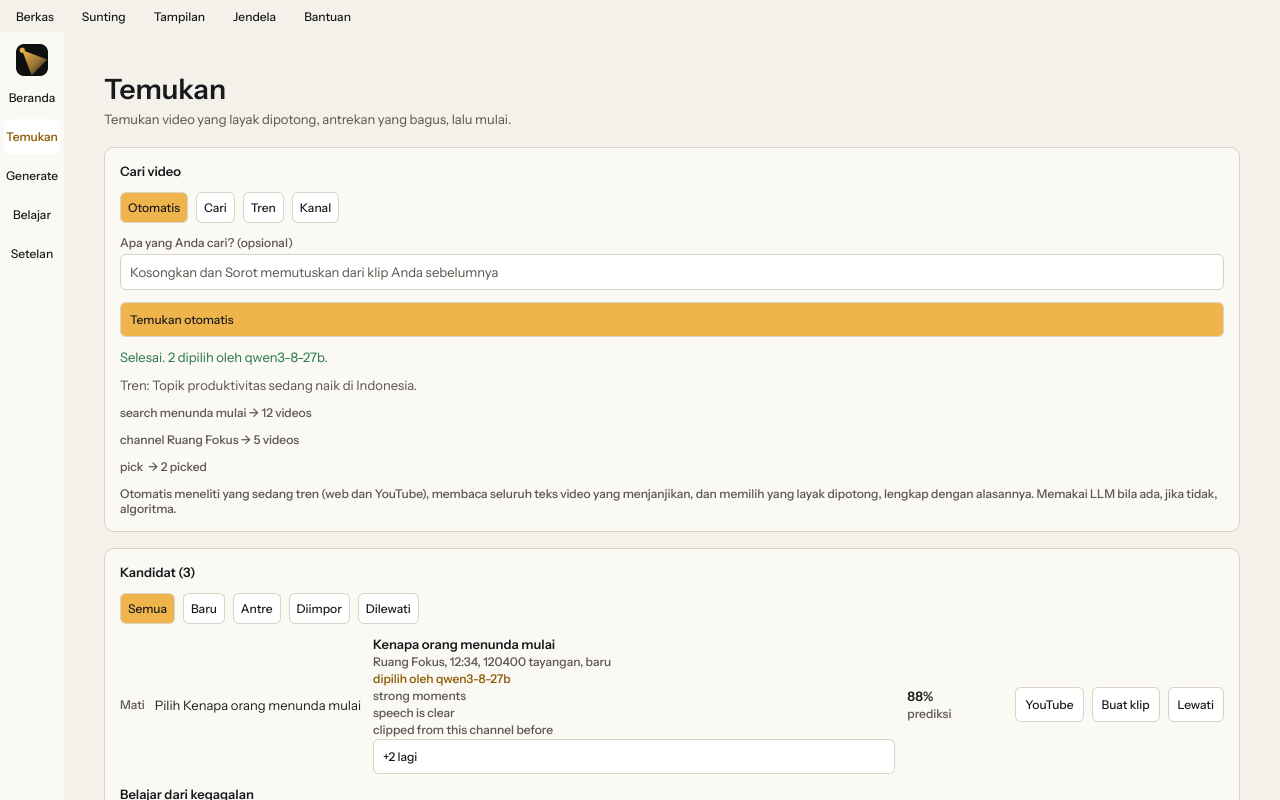 Berkas Sunting Tampilan Jendela Bantuan
Beranda
Temukan
Generate
Belajar
Setelan
Temukan
Temukan video yang layak dipotong, antrekan yang bagus, lalu mulai.
Cari video
Otomatis Cari Tren Kanal
Apa yang Anda cari? (opsional)
Kosongkan dan Sorot memutuskan dari klip Anda sebelumnya
Temukan otomatis
Selesai. 2 dipilih oleh qwen3-8-27b.
Tren: Topik produktivitas sedang naik di Indonesia.
search menunda mulai → 12 videos
channel Ruang Fokus → 5 videos
pick → 2 picked
Otomatis meneliti yang sedang tren (web dan YouTube), membaca seluruh teks video yang menjanjikan, dan memilih yang layak dipotong, lengkap dengan alasannya. Memakai LLM bila ada, jika tidak,
algoritma.
Kandidat (3)
Semua Baru Antre Diimpor Dilewati
Mati Pilih Kenapa orang menunda mulai
Kenapa orang menunda mulai
Ruang Fokus, 12:34, 120400 tayangan, baru
dipilih oleh qwen3-8-27b
strong moments
speech is clear
clipped from this channel before
+2 lagi
88%
prediksi
YouTube Buat klip Lewati
Belajar dari kegagalan